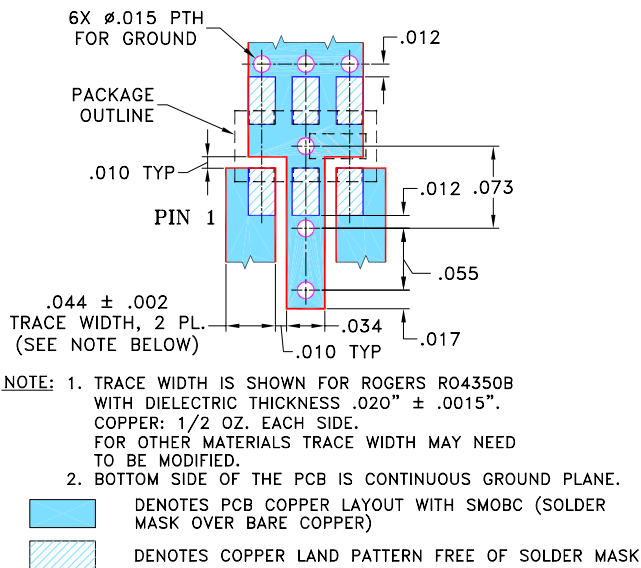 6X ⌀.015 PTH
FOR GROUND
.012
PACKAGE
OUTLINE
.010 TYP
.012
.073
PIN 1
.055
.044 ± .002
TRACE WIDTH, 2 PL.
(SEE NOTE BELOW)
.034
.017
.010 TYP
NOTE: 1. TRACE WIDTH IS SHOWN FOR ROGERS RO4350B
WITH DIELECTRIC THICKNESS .020" ± .0015".
COPPER: 1/2 OZ. EACH SIDE.
FOR OTHER MATERIALS TRACE WIDTH MAY NEED
TO BE MODIFIED.
2. BOTTOM SIDE OF THE PCB IS CONTINUOUS GROUND PLANE.
DENOTES PCB COPPER LAYOUT WITH SMOBC (SOLDER
MASK OVER BARE COPPER)
DENOTES COPPER LAND PATTERN FREE OF SOLDER MASK